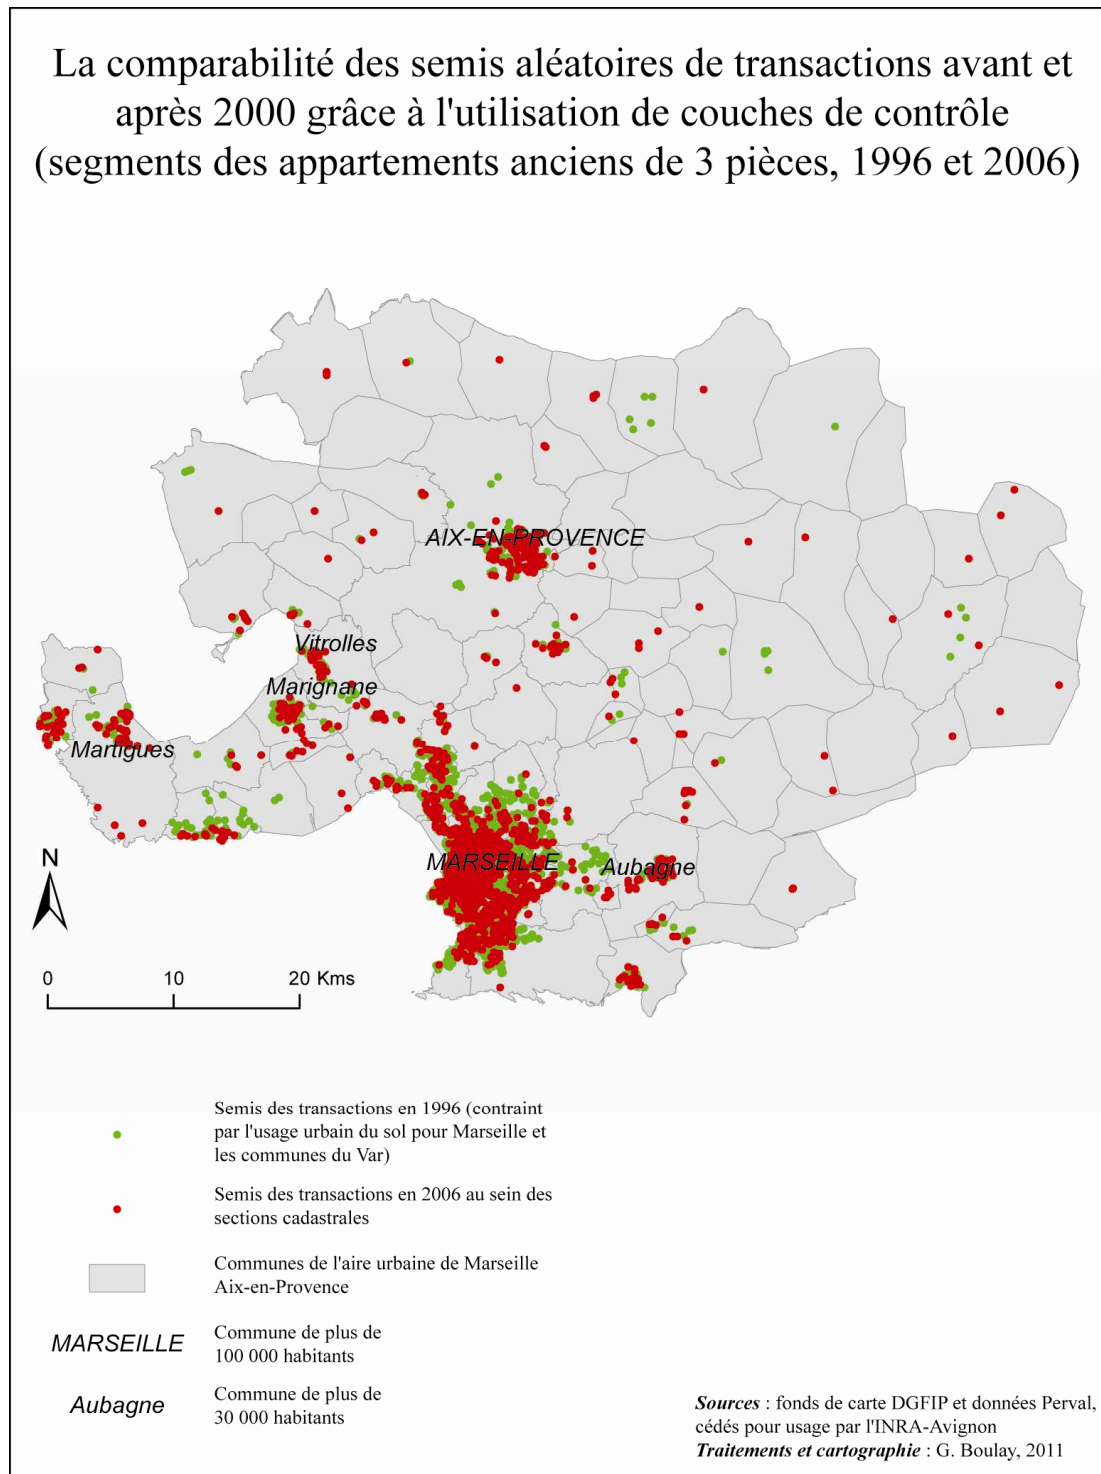 La comparabilité des semis aléatoires de transactions avant et
après 2000 grâce à l'utilisation de couches de contrôle
(segments des appartements anciens de 3 pièces, 1996 et 2006)
AIX-EN-PROVENCE
Vitrolles
Marignane
Martigues
MARSEILLE
Aubagne
N
0 10 20 Kms
Semis des transactions en 1996 (contraint
par l'usage urbain du sol pour Marseille et
les communes du Var)
Semis des transactions en 2006 au sein des
sections cadastrales
Communes de l'aire urbaine de Marseille
Aix-en-Provence
MARSEILLE
Commune de plus de
100 000 habitants
Aubagne
Commune de plus de
30 000 habitants
Sources : fonds de carte DGFIP et données Perval,
cédés pour usage par l'INRA-Avignon
Traitements et cartographie : G. Boulay, 2011